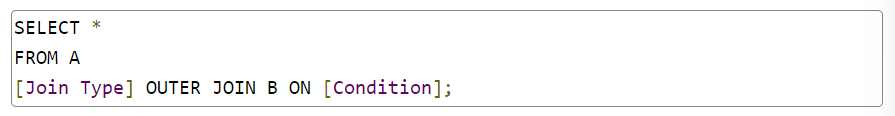 SELECT *
FROM A
[Join Type] OUTER JOIN B ON [Condition];